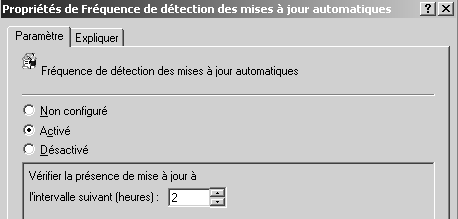 Propriétés de Fréquence de détection des mises à jour automatiques
Paramètre Expliquer
Fréquence de détection des mises à jour automatiques
Non configuré
Activé
Désactivé
Vérifier la présence de mise à jour à
l'intervalle suivant (heures) : 2